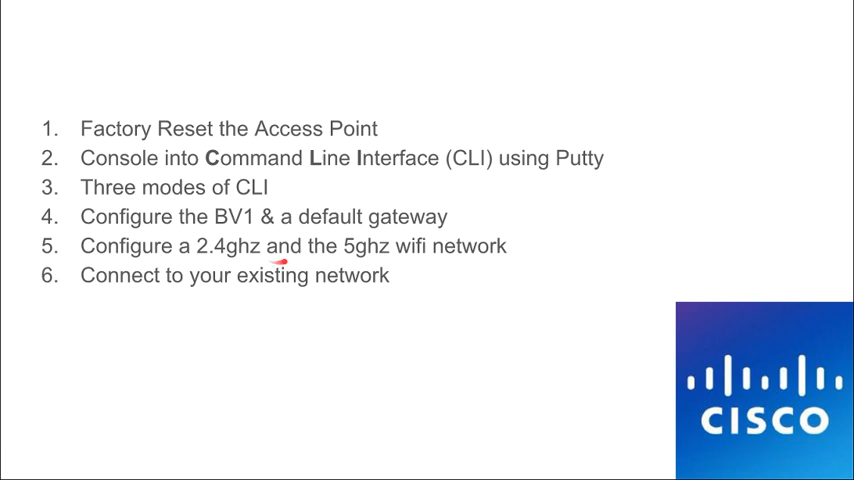 1. Factory Reset the Access Point
2. Console into Command Line Interface (CLI) using Putty
3. Three modes of CLI
4. Configure the BV1 & a default gateway
5. Configure a 2.4ghz and the 5ghz wifi network
6. Connect to your existing network
CISCO